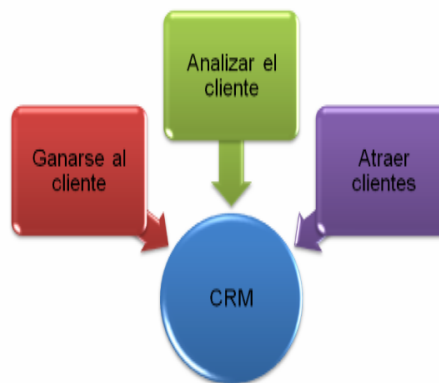 Analizar el
cliente
Ganarse al
cliente
Atraer
clientes
CRM